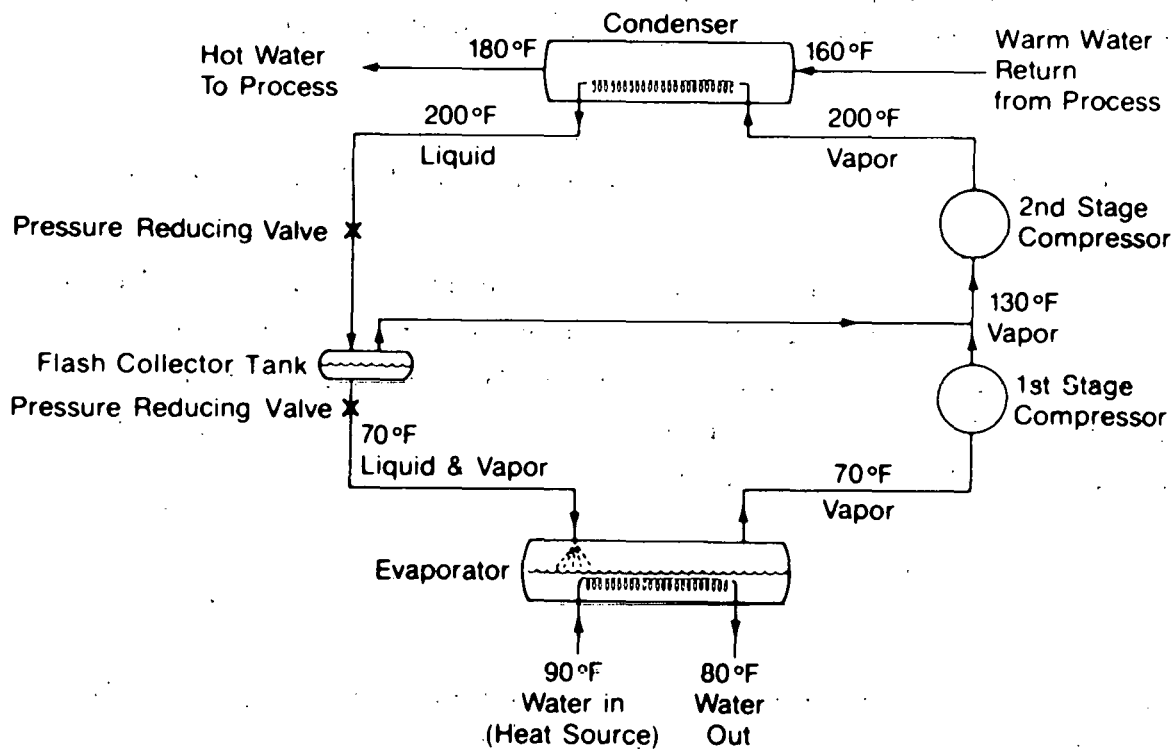 Condenser
Hot Water
To Process
180°F
160°F
Warm Water
Return
from Process
200°F
Liquid
200°F
Vapor
Pressure Reducing Valve
2nd Stage
Compressor
130°F
Vapor
Flash Collector Tank
Pressure Reducing Valve
1st Stage
Compressor
70°F
Liquid & Vapor
70°F
Vapor
Evaporator
90°F
Water in
(Heat Source)
80°F
Water
Out